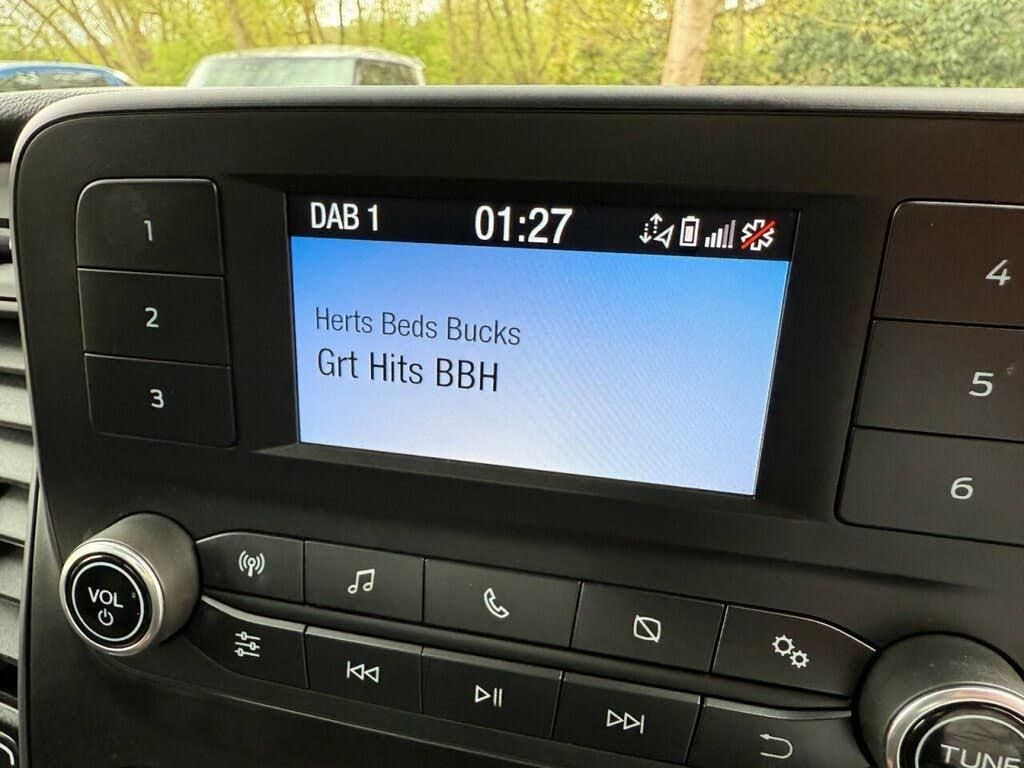 DAB 1 01:27
Herts Beds Bucks
Grt Hits BBH
1
2
3
4
5
6
VOL
TUNE